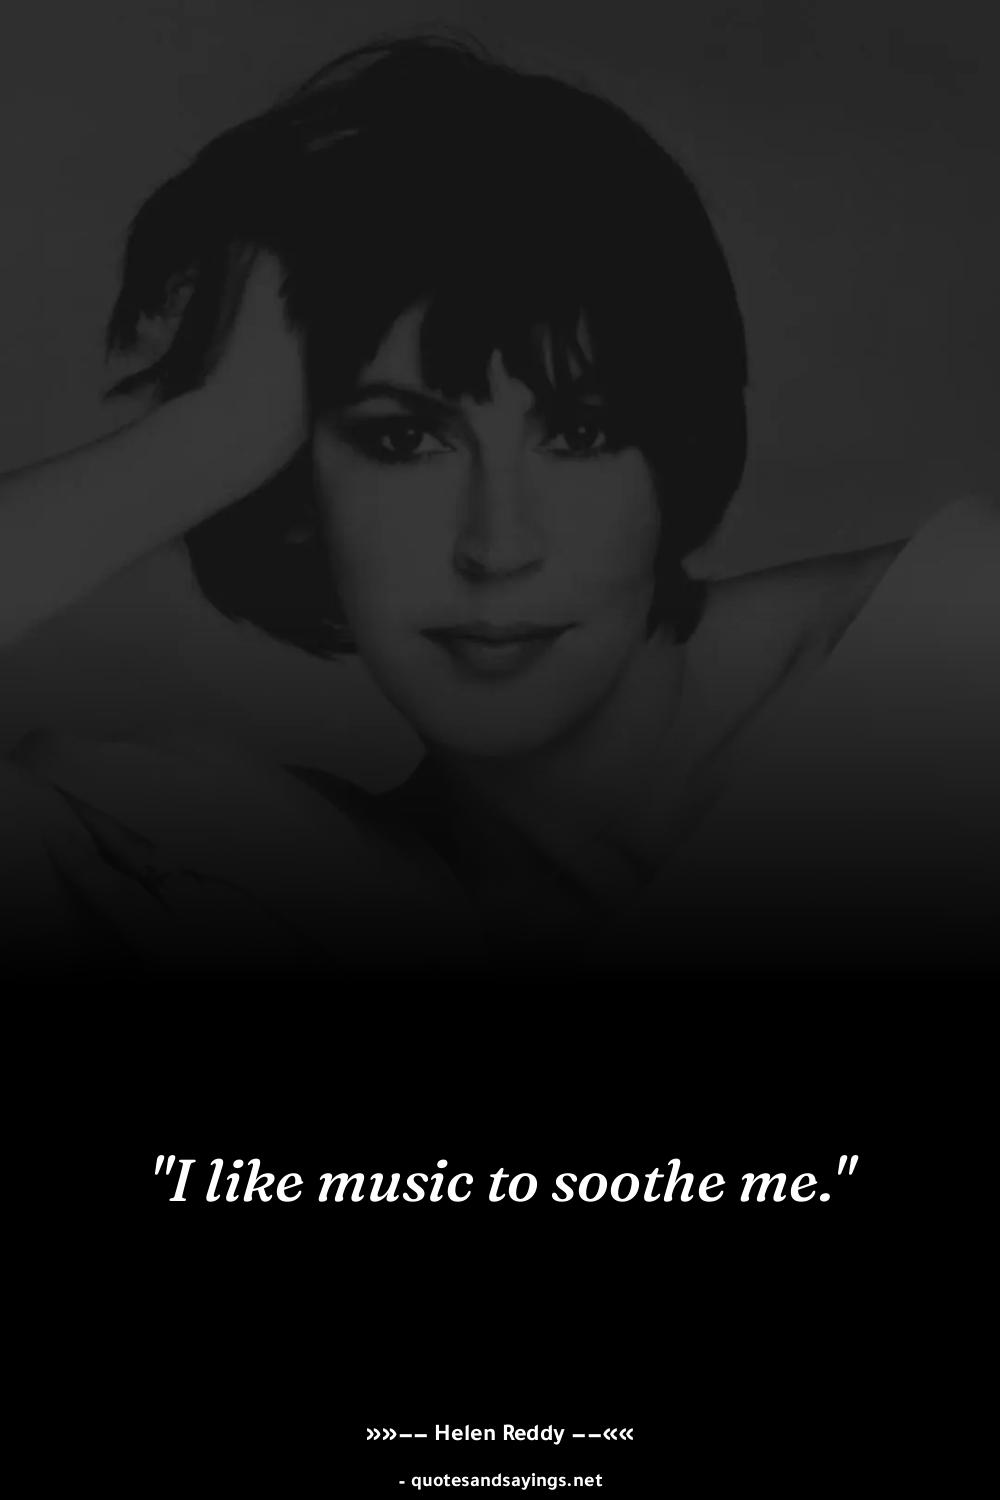 "I like music to soothe me."
»»−− Helen Reddy −−««
- quotesandsayings.net